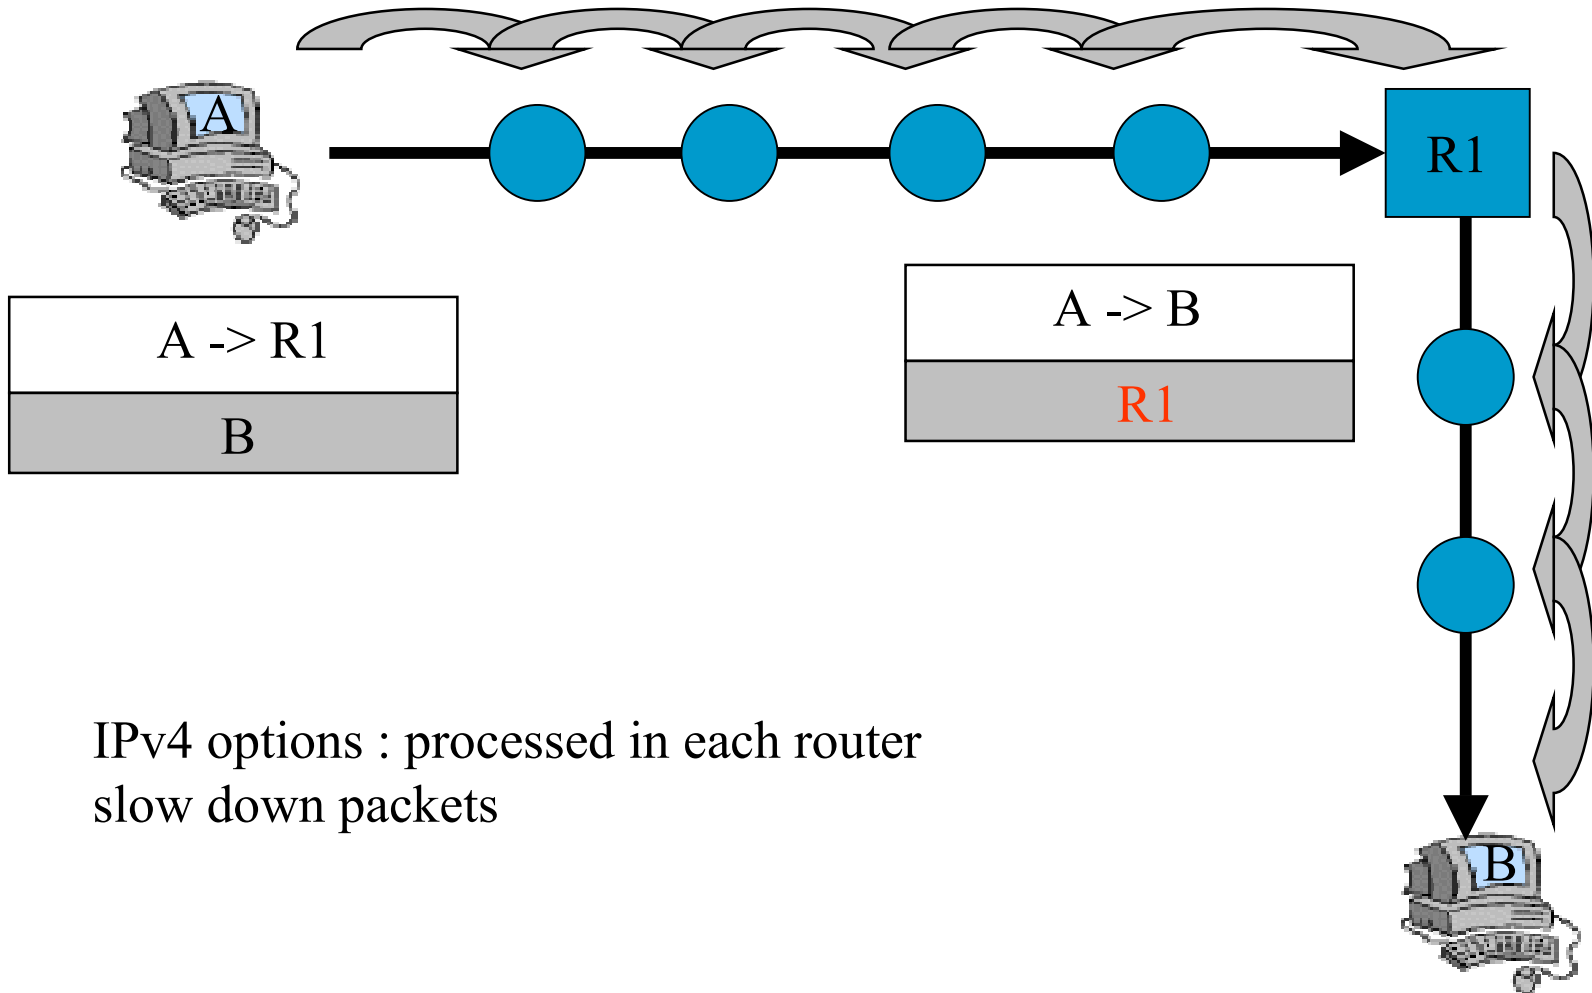 A
R1
A -> R1
B
A -> B
R1
IPv4 options : processed in each router
slow down packets
B